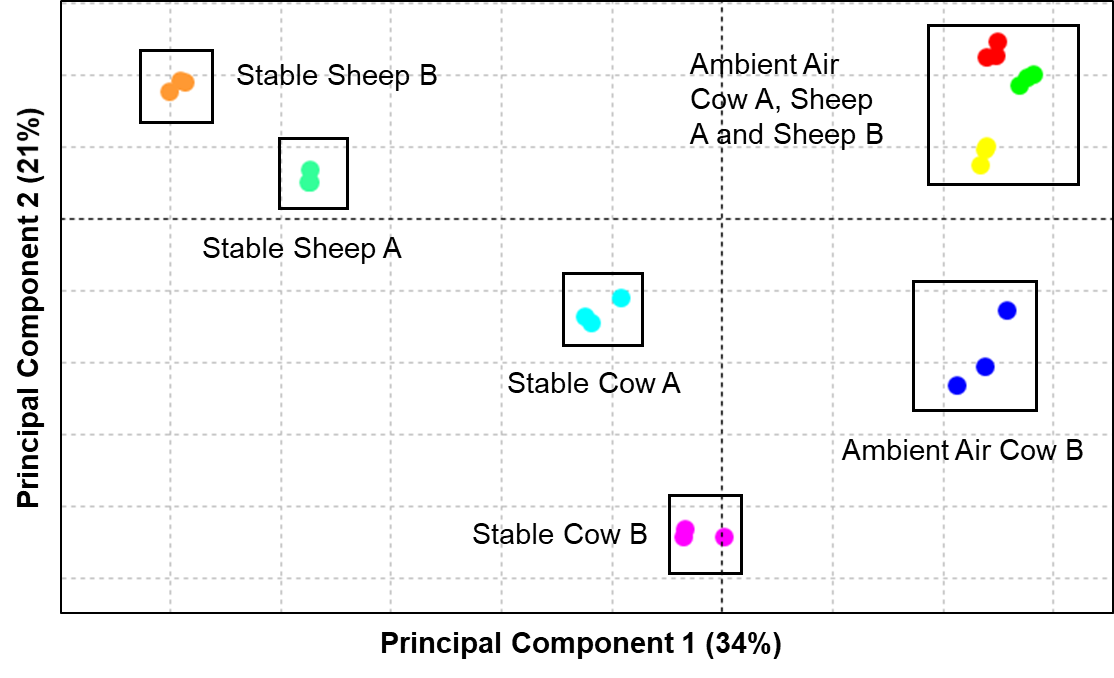 Stable Sheep B
Ambient Air
Cow A, Sheep
A and Sheep B
Stable Sheep A
Stable Cow A
Ambient Air Cow B
Stable Cow B
Principal Component 2 (21%)
Principal Component 1 (34%)